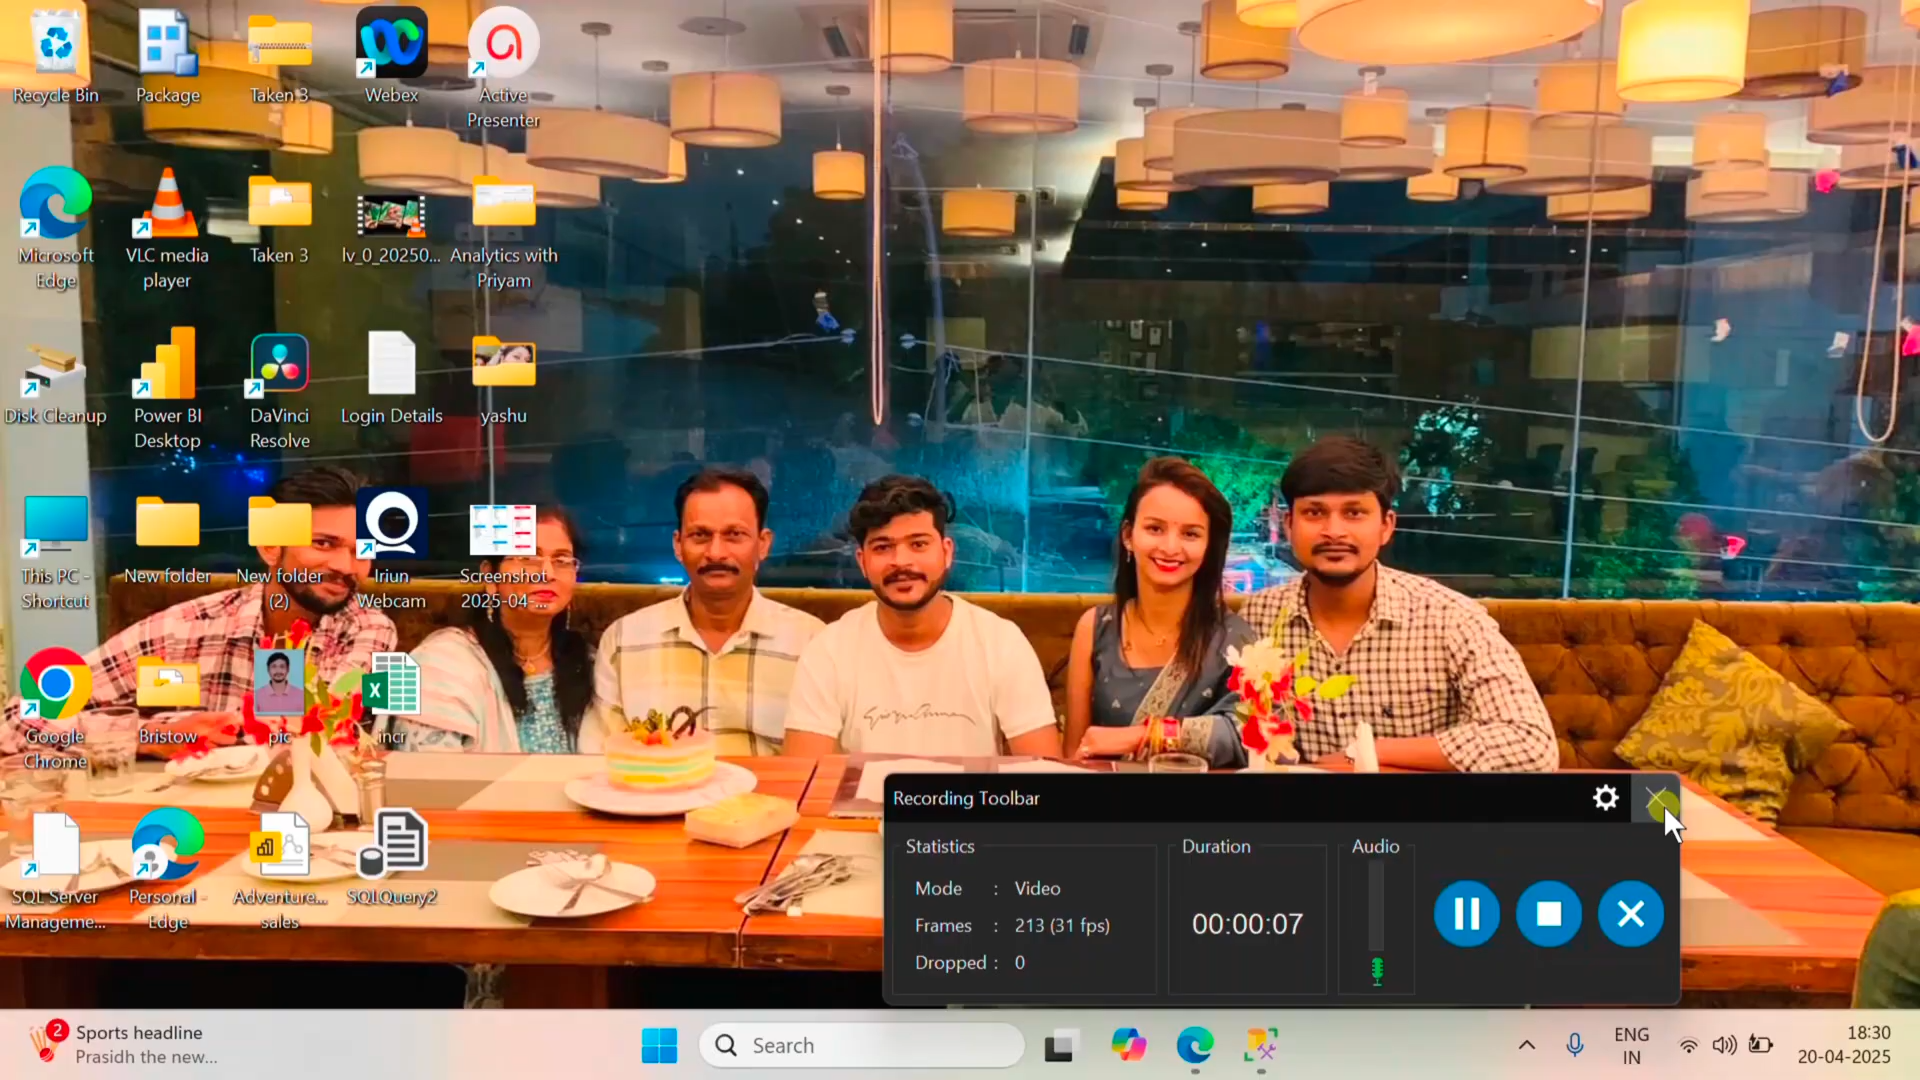 Recycle Bin
Package
Taken 3
Webex
Active
Presenter
Microsoft
Edge
VLC media
player
Taken 3
lv_0_20250...
Analytics with
Priyam
Disk Cleanup
Power BI
Desktop
DaVinci
Resolve
Login Details
yashu
This PC -
Shortcut
New folder
New folder
(2)
Iriun
Webcam
Screenshot
2025-04-...
Google
Chrome
Bristow
pic
incr
SQL Server
Manageme...
Personal -
Edge
Adventure...
sales
SQLQuery2
Recording Toolbar
Statistics
Mode : Video
Frames : 213 (31 fps)
Dropped : 0
Duration
00:00:07
Audio
2
Sports headline
Prasidh the new...
Search
ENG
IN
18:30
20-04-2025